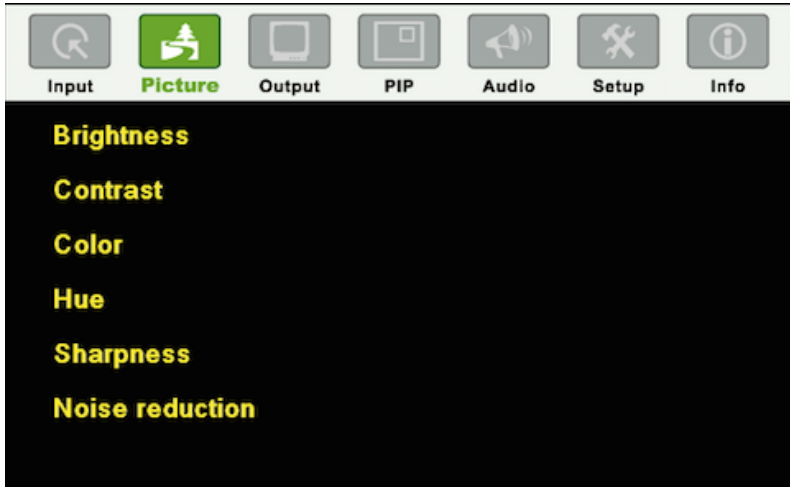 Input Picture Output PIP Audio Setup Info
Brightness
Contrast
Color
Hue
Sharpness
Noise reduction